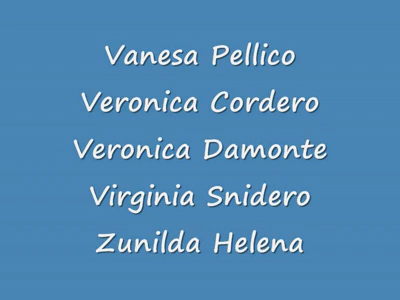 Vanesa Pellico
Veronica Cordero
Veronica Damonte
Virginia Snidero
Zunilda Helena